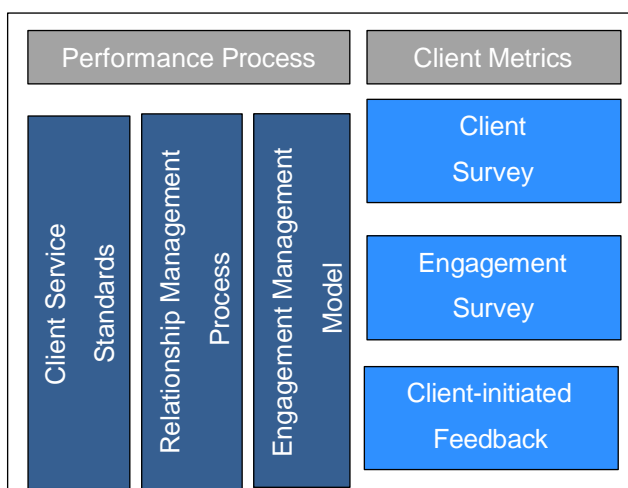 Performance Process
Client Metrics
Client Service
Standards
Relationship Management
Process
Engagement Management
Model
Client
Survey
Engagement
Survey
Client-initiated
Feedback